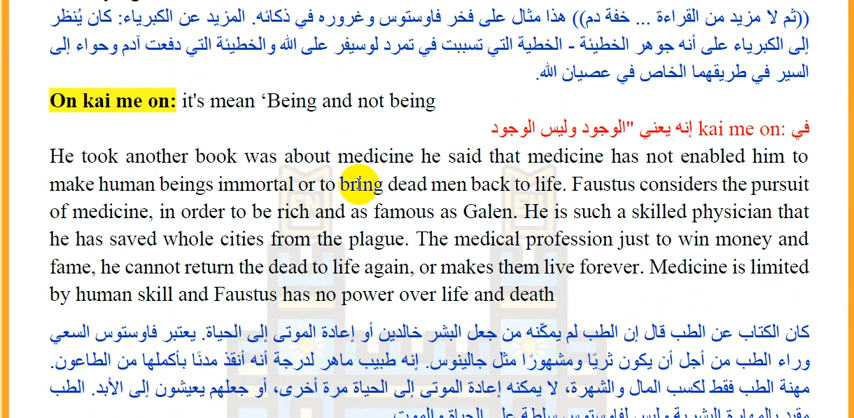 ((ثم لا مزيد من القراءة ... خفة دم)) هذا مثال على فخر فاوستوس وغروره في ذكائه. المزيد عن الكبرياء: كان يُنظر
إلى الكبرياء على أنه جوهر الخطيئة - الخطية التي تسببت في تمرد لوسيفر على الله والخطيئة التي دفعت آدم وحواء إلى
السير في طريقهما الخاص في عصيان الله.
On kai me on: it's mean ‘Being and not being
في :kai me on إنه يعني "الوجود وليس الوجود
He took another book was about medicine he said that medicine has not enabled him to
make human beings immortal or to bring dead men back to life. Faustus considers the pursuit
of medicine, in order to be rich and as famous as Galen. He is such a skilled physician that
he has saved whole cities from the plague. The medical profession just to win money and
fame, he cannot return the dead to life again, or makes them live forever. Medicine is limited
by human skill and Faustus has no power over life and death
كان الكتاب عن الطب قال إن الطب لم يمكّنه من جعل البشر خالدين أو إعادة الموتى إلى الحياة. يعتبر فاوستوس السعي
وراء الطب من أجل أن يكون ثريًا ومشهورًا مثل جالينوس. إنه طبيب ماهر لدرجة أنه أنقذ مدنًا بأكملها من الطاعون.
مهنة الطب فقط لكسب المال والشهرة، لا يمكنه إعادة الموتى إلى الحياة مرة أخرى، أو جعلهم يعيشون إلى الأبد. الطب
مقيد بالمهارة البشرية وليس لفاوستوس سلطة على الحياة والموت